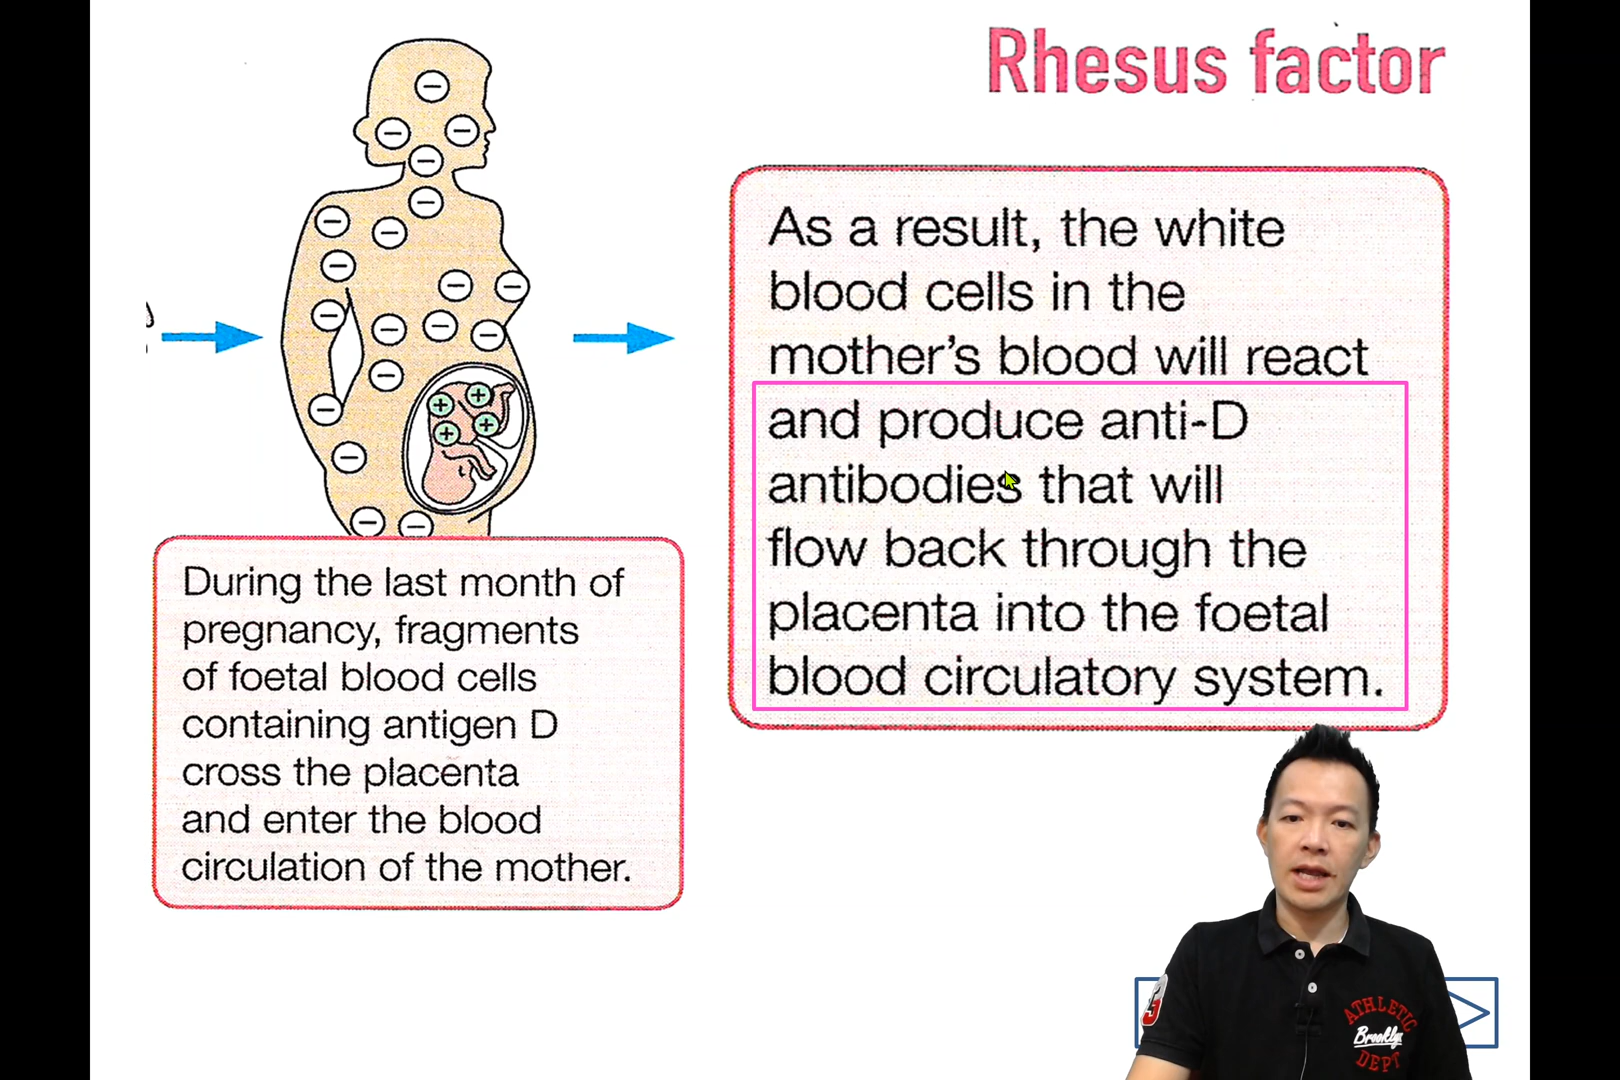 Rhesus factor
As a result, the white
blood cells in the
mother's blood will react
and produce anti-D
antibodies that will
flow back through the
placenta into the foetal
blood circulatory system.
During the last month of
pregnancy, fragments
of foetal blood cells
containing antigen D
cross the placenta
and enter the blood
circulation of the mother.
ATHLETIC
Brooklyn
DEPT